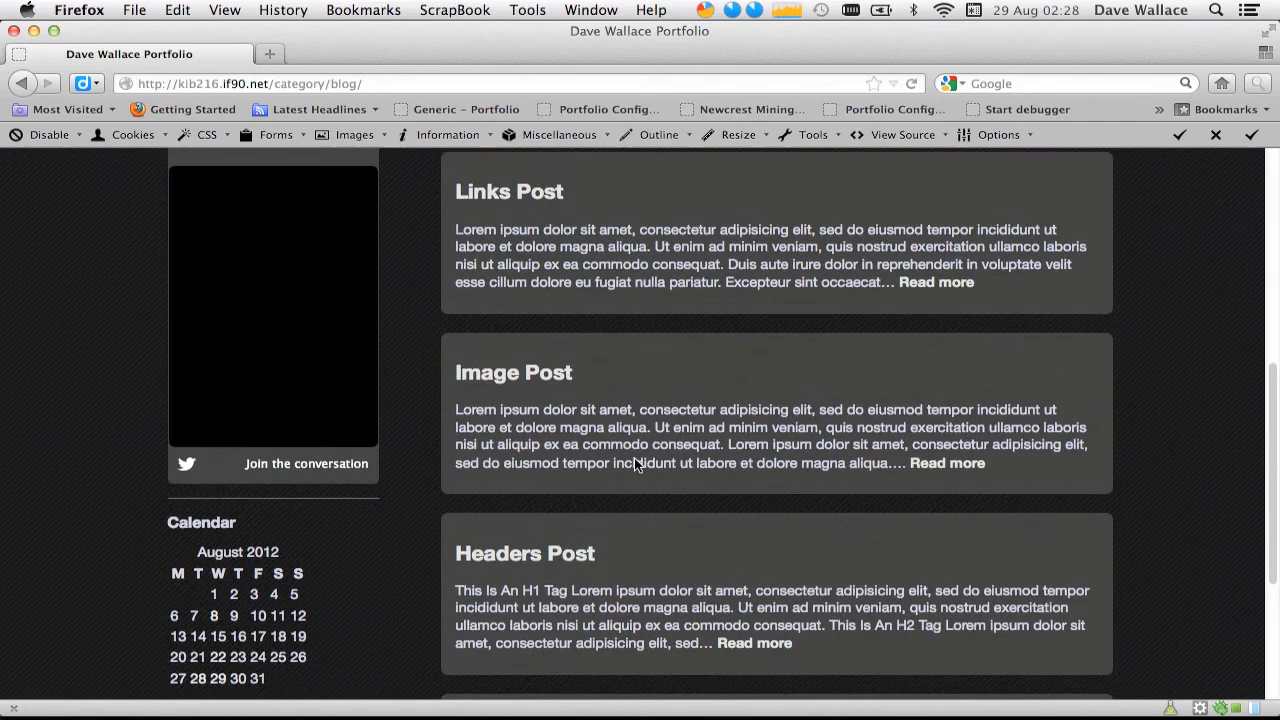 Firefox File Edit View History Bookmarks ScrapBook Tools Window Help 29 Aug 02:28 Dave Wallace
Dave Wallace Portfolio
Dave Wallace Portfolio
http://kib216.if90.net/category/blog/ Google
Most Visited Getting Started Latest Headlines Generic – Portfolio Portfolio Config... Newcrest Mining... Portfolio Config... Start debugger » Bookmarks
Disable Cookies CSS Forms Images Information Miscellaneous Outline Resize Tools View Source Options
Links Post
Lorem ipsum dolor sit amet, consectetur adipisicing elit, sed do eiusmod tempor incididunt ut
labore et dolore magna aliqua. Ut enim ad minim veniam, quis nostrud exercitation ullamco laboris
nisi ut aliquip ex ea commodo consequat. Duis aute irure dolor in reprehenderit in voluptate velit
esse cillum dolore eu fugiat nulla pariatur. Excepteur sint occaecat… Read more
Image Post
Lorem ipsum dolor sit amet, consectetur adipisicing elit, sed do eiusmod tempor incididunt ut
labore et dolore magna aliqua. Ut enim ad minim veniam, quis nostrud exercitation ullamco laboris
nisi ut aliquip ex ea commodo consequat. Lorem ipsum dolor sit amet, consectetur adipisicing elit,
sed do eiusmod tempor incididunt ut labore et dolore magna aliqua.… Read more
Headers Post
This Is An H1 Tag Lorem ipsum dolor sit amet, consectetur adipisicing elit, sed do eiusmod tempor
incididunt ut labore et dolore magna aliqua. Ut enim ad minim veniam, quis nostrud exercitation
ullamco laboris nisi ut aliquip ex ea commodo consequat. This Is An H2 Tag Lorem ipsum dolor sit
amet, consectetur adipisicing elit, sed… Read more
Join the conversation
Calendar
August 2012
M T W T F S S
1 2 3 4 5
6 7 8 9 10 11 12
13 14 15 16 17 18 19
20 21 22 23 24 25 26
27 28 29 30 31